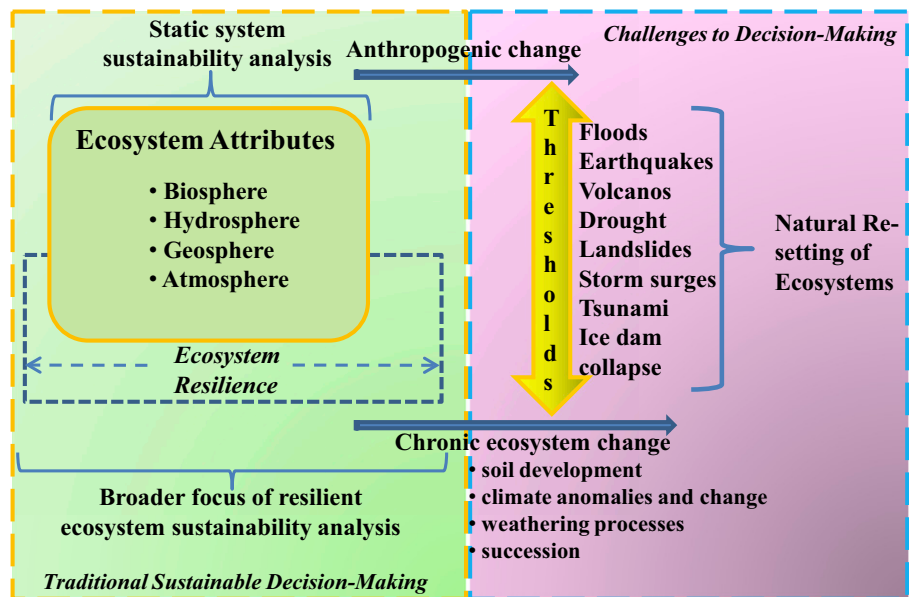 Static system
sustainability analysis
Ecosystem Attributes
• Biosphere
• Hydrosphere
• Geosphere
• Atmosphere
Ecosystem
Resilience
Broader focus of resilient
ecosystem sustainability analysis
Traditional Sustainable Decision-Making
Challenges to Decision-Making
Anthropogenic change
Thresholds
Floods
Earthquakes
Volcanos
Drought
Landslides
Storm surges
Tsunami
Ice dam
collapse
Natural Re-
setting of
Ecosystems
Chronic ecosystem change
• soil development
• climate anomalies and change
• weathering processes
• succession